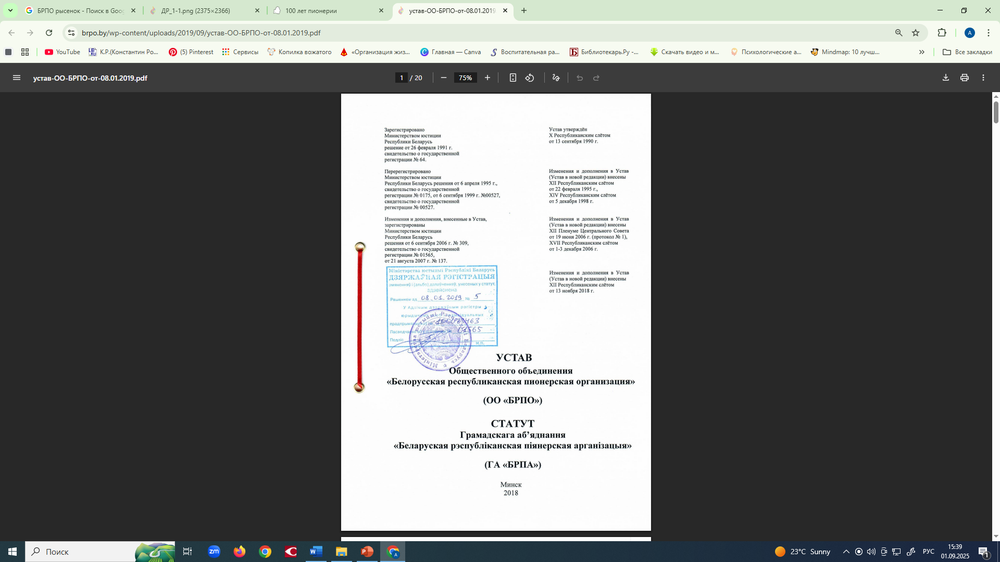 БРПО рысенок - Поиск в Goog
ДР_1-1.png (2375×2366)
100 лет пионерии
устав-ОО-БРПО-от-08.01.2019
brpo.by/wp-content/uploads/2019/09/устав-ОО-БРПО-от-08.01.2019.pdf
A
YouTube
К.Р.(Константин Ро...
(5) Pinterest
Сервисы
Копилка вожатого
«Организация жиз...
Главная — Canva
Воспитательная ра...
Библиотекарь.Ру -...
Скачать видео и м...
Психологические а...
Mindmap: 10 лучш...
Все закладки
устав-ОО-БРПО-от-08.01.2019.pdf
1 / 20
75%
Зарегистрировано
Министерством юстиции
Республики Беларусь
решение от 26 февраля 1991 г.
свидетельство о государственной
регистрации № 64.
Устав утверждён
X Республиканским слётом
от 13 сентября 1990 г.
Перерегистрировано
Министерством юстиции
Республики Беларусь решения от 6 апреля 1995 г.,
свидетельство о государственной
регистрации № 0175, от 6 сентября 1999 г. №00527,
свидетельство о государственной
регистрации № 00527.
Изменения и дополнения в Устав
(Устав в новой редакции) внесены
XII Республиканским слётом
от 22 февраля 1995 г.,
XIV Республиканским слётом
от 5 декабря 1998 г.
Изменения и дополнения, внесенные в Устав,
зарегистрированы
Министерством юстиции
Республики Беларусь
решения от 6 сентября 2006 г. № 309,
свидетельство о государственной
регистрации № 01565,
от 21 августа 2007 г. № 137.
Изменения и дополнения в Устав
(Устав в новой редакции) внесены
XII Пленуме Центрального Совета
от 19 июня 2006 г. (протокол № 1),
XVII Республиканским слётом
от 1-3 декабря 2006 г.
Изменения и дополнения в Устав
(Устав в новой редакции) внесены
XII Республиканским слётом
от 13 ноября 2018 г.
Міністэрства юстыцыі Рэспублікі Беларусь
ДЗЯРЖАЎНАЯ РЭГІСТРАЦЫЯ
змяненняў і (альбо) дапаўненняў, унесеных у статут,
здзейснена
Рашэннем ад 08.01.2019 № 5
У Адзіным дзяржаўным рэгістры
01565
Подпіс
М.П.
УСТАВ
Общественного объединения
«Белорусская республиканская пионерская организация»
(ОО «БРПО»)
СТАТУТ
Грамадскага аб’яднання
«Беларуская рэспубліканская піянерская арганізацыя»
(ГА «БРПА»)
Минск
2018
Поиск
zm
23°C Sunny
РУС
15:39
01.09.2025
1